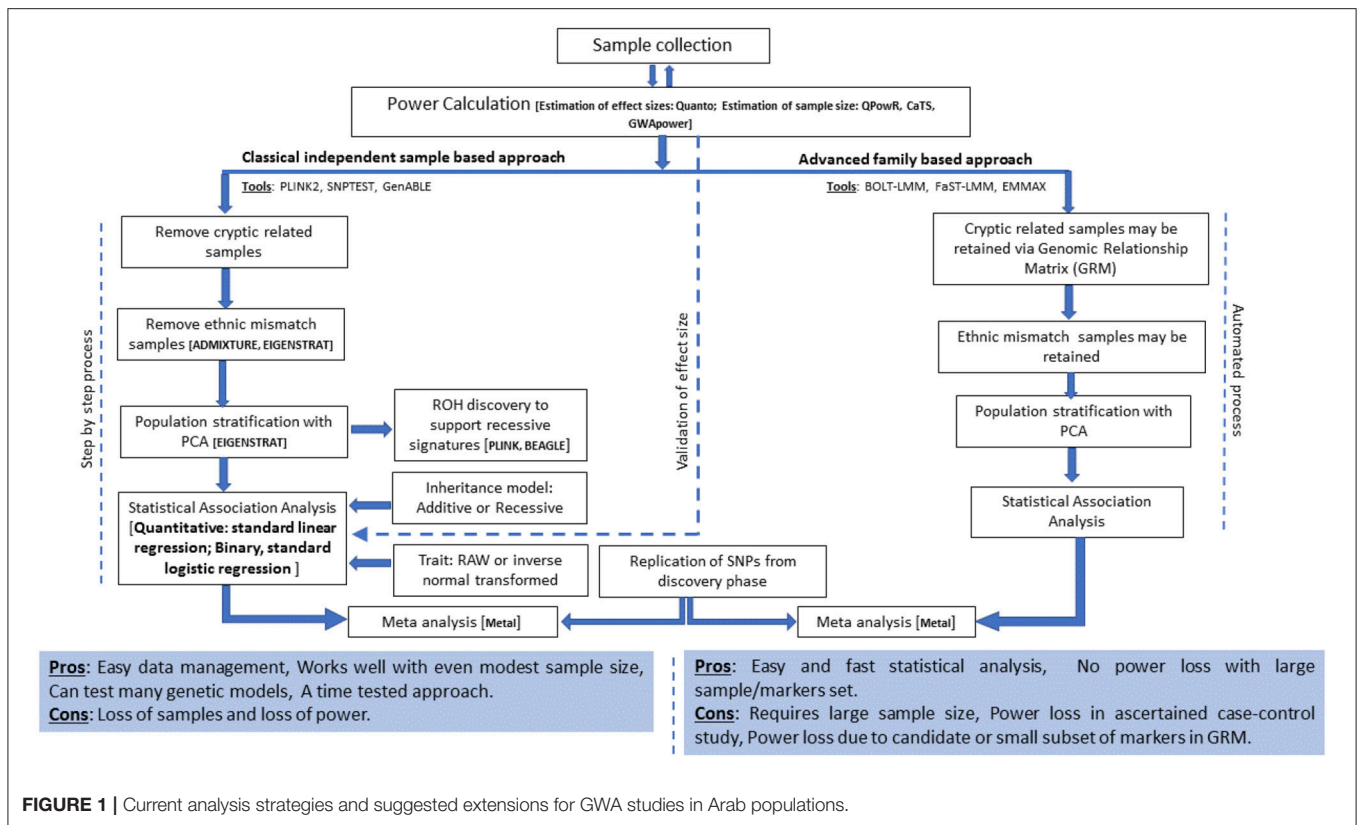 Sample collection
Power Calculation [Estimation of effect sizes: Quanto; Estimation of sample size: QPowR, CaTS,
GWApower]
Classical independent sample based approach
Tools: PLINK2, SNPTEST, GenABLE
Advanced family based approach
Tools: BOLT-LMM, FaST-LMM, EMMAX
Step by step process
Remove cryptic related
samples
Remove ethnic mismatch
samples [ADMIXTURE, EIGENSTRAT]
Population stratification with
PCA [EIGENSTRAT]
ROH discovery to
support recessive
signatures [PLINK, BEAGLE]
Statistical Association Analysis
[Quantitative: standard linear
regression; Binary, standard
logistic regression ]
Inheritance model:
Additive or Recessive
Trait: RAW or inverse
normal transformed
Validation of effect size
Replication of SNPs from
discovery phase
Cryptic related samples may be
retained via Genomic Relationship
Matrix (GRM)
Ethnic mismatch samples may be
retained
Population stratification with
PCA
Statistical Association
Analysis
Automated process
Meta analysis [Metal]
Meta analysis [Metal]
Pros: Easy data management, Works well with even modest sample size,
Can test many genetic models, A time tested approach.
Cons: Loss of samples and loss of power.
Pros: Easy and fast statistical analysis, No power loss with large
sample/markers set.
Cons: Requires large sample size, Power loss in ascertained case-control
study, Power loss due to candidate or small subset of markers in GRM.
FIGURE 1 | Current analysis strategies and suggested extensions for GWA studies in Arab populations.